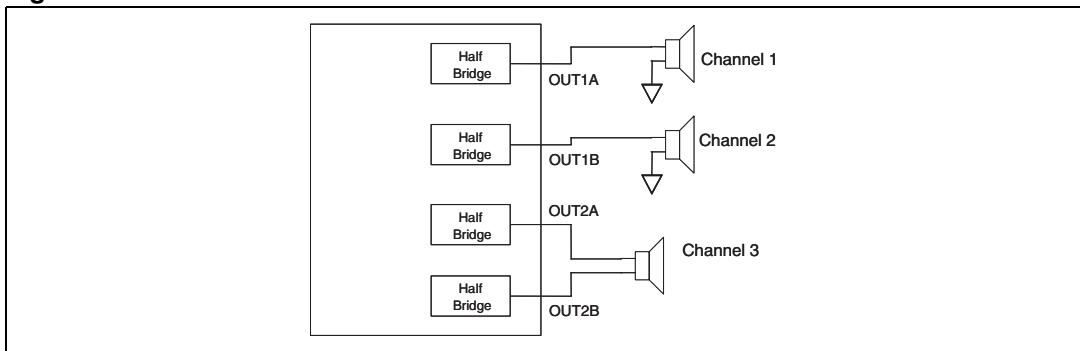 Half
Bridge
OUT1A
Channel 1
Half
Bridge
OUT1B
Channel 2
Half
Bridge
OUT2A
Channel 3
Half
Bridge
OUT2B